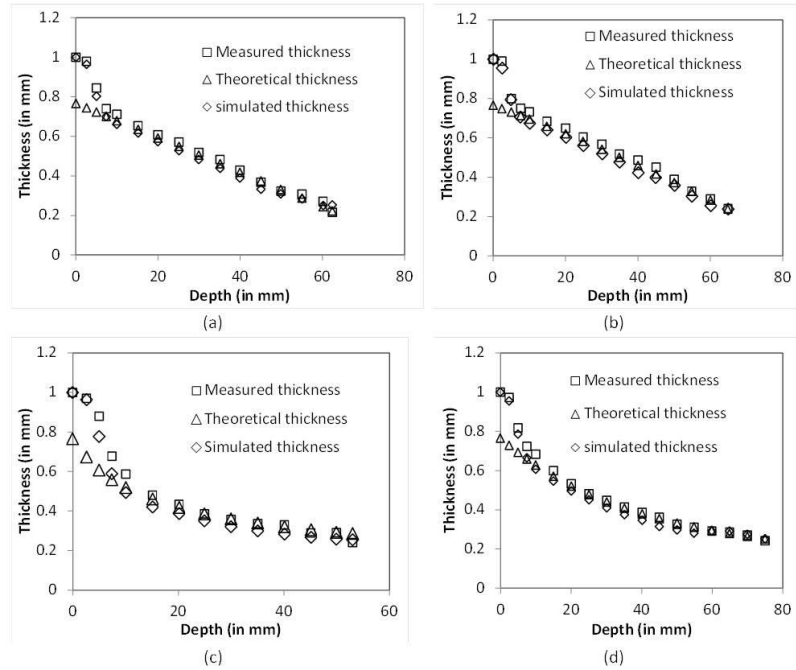 1.2
1
0.8
0.6
0.4
0.2
0
Thickness (in mm)
Measured thickness
Theoretical thickness
simulated thickness
0 20 40 60 80
Depth (in mm)
(a)
1.2
1
0.8
0.6
0.4
0.2
0
Thickness (in mm)
Measured thickness
Theoretical thickness
Simulated thickness
0 20 40 60 80
Depth (in mm)
(b)
1.2
1
0.8
0.6
0.4
0.2
0
Thickness (in mm)
Measured thickness
Theoretical thickness
Simulated thickness
0 20 40 60
Depth (in mm)
(c)
1.2
1
0.8
0.6
0.4
0.2
0
Thickness (in mm)
Measured thickness
Theoretical thickness
simulated thickness
0 20 40 60 80
Depth (in mm)
(d)